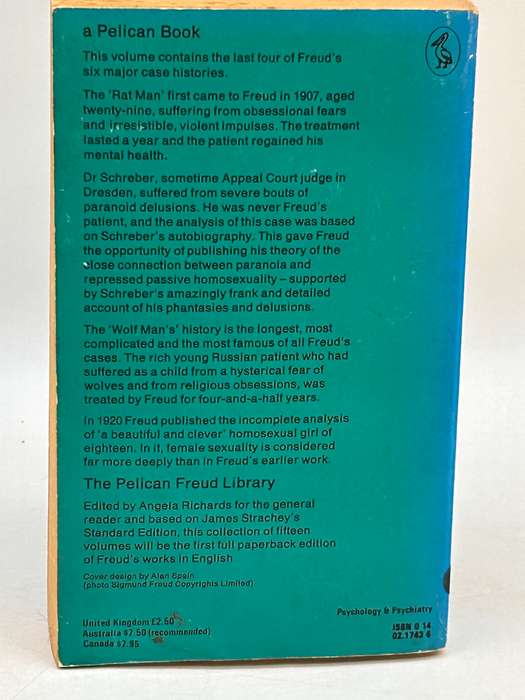 a Pelican Book
This volume contains the last four of Freud's
six major case histories.
The 'Rat Man' first came to Freud in 1907, aged
twenty-nine, suffering from obsessional fears
and irresistible, violent impulses. The treatment
lasted a year and the patient regained his
mental health.
Dr Schreber, sometime Appeal Court judge in
Dresden, suffered from severe bouts of
paranoid delusions. He was never Freud's
patient, and the analysis of this case was based
on Schreber's autobiography. This gave Freud
the opportunity of publishing his theory of the
close connection between paranoia and
repressed passive homosexuality – supported
by Schreber's amazingly frank and detailed
account of his phantasies and delusions.
The 'Wolf Man's' history is the longest, most
complicated and the most famous of all Freud's
cases. The rich young Russian patient who had
suffered as a child from a hysterical fear of
wolves and from religious obsessions, was
treated by Freud for four-and-a-half years.
In 1920 Freud published the incomplete analysis
of 'a beautiful and clever' homosexual girl of
eighteen. In it, female sexuality is considered
far more deeply than in Freud's earlier work.
The Pelican Freud Library
Edited by Angela Richards for the general
reader and based on James Strachey's
Standard Edition, this collection of fifteen
volumes will be the first full paperback edition
of Freud's works in English
Cover design by Alan Spain
(photo Sigmund Freud Copyrights Limited)
United Kingdom £2.50
Australia $7.50 (recommended)
Canada $7.95
Psychology & Psychiatry
ISBN 0 14
02.1743 6